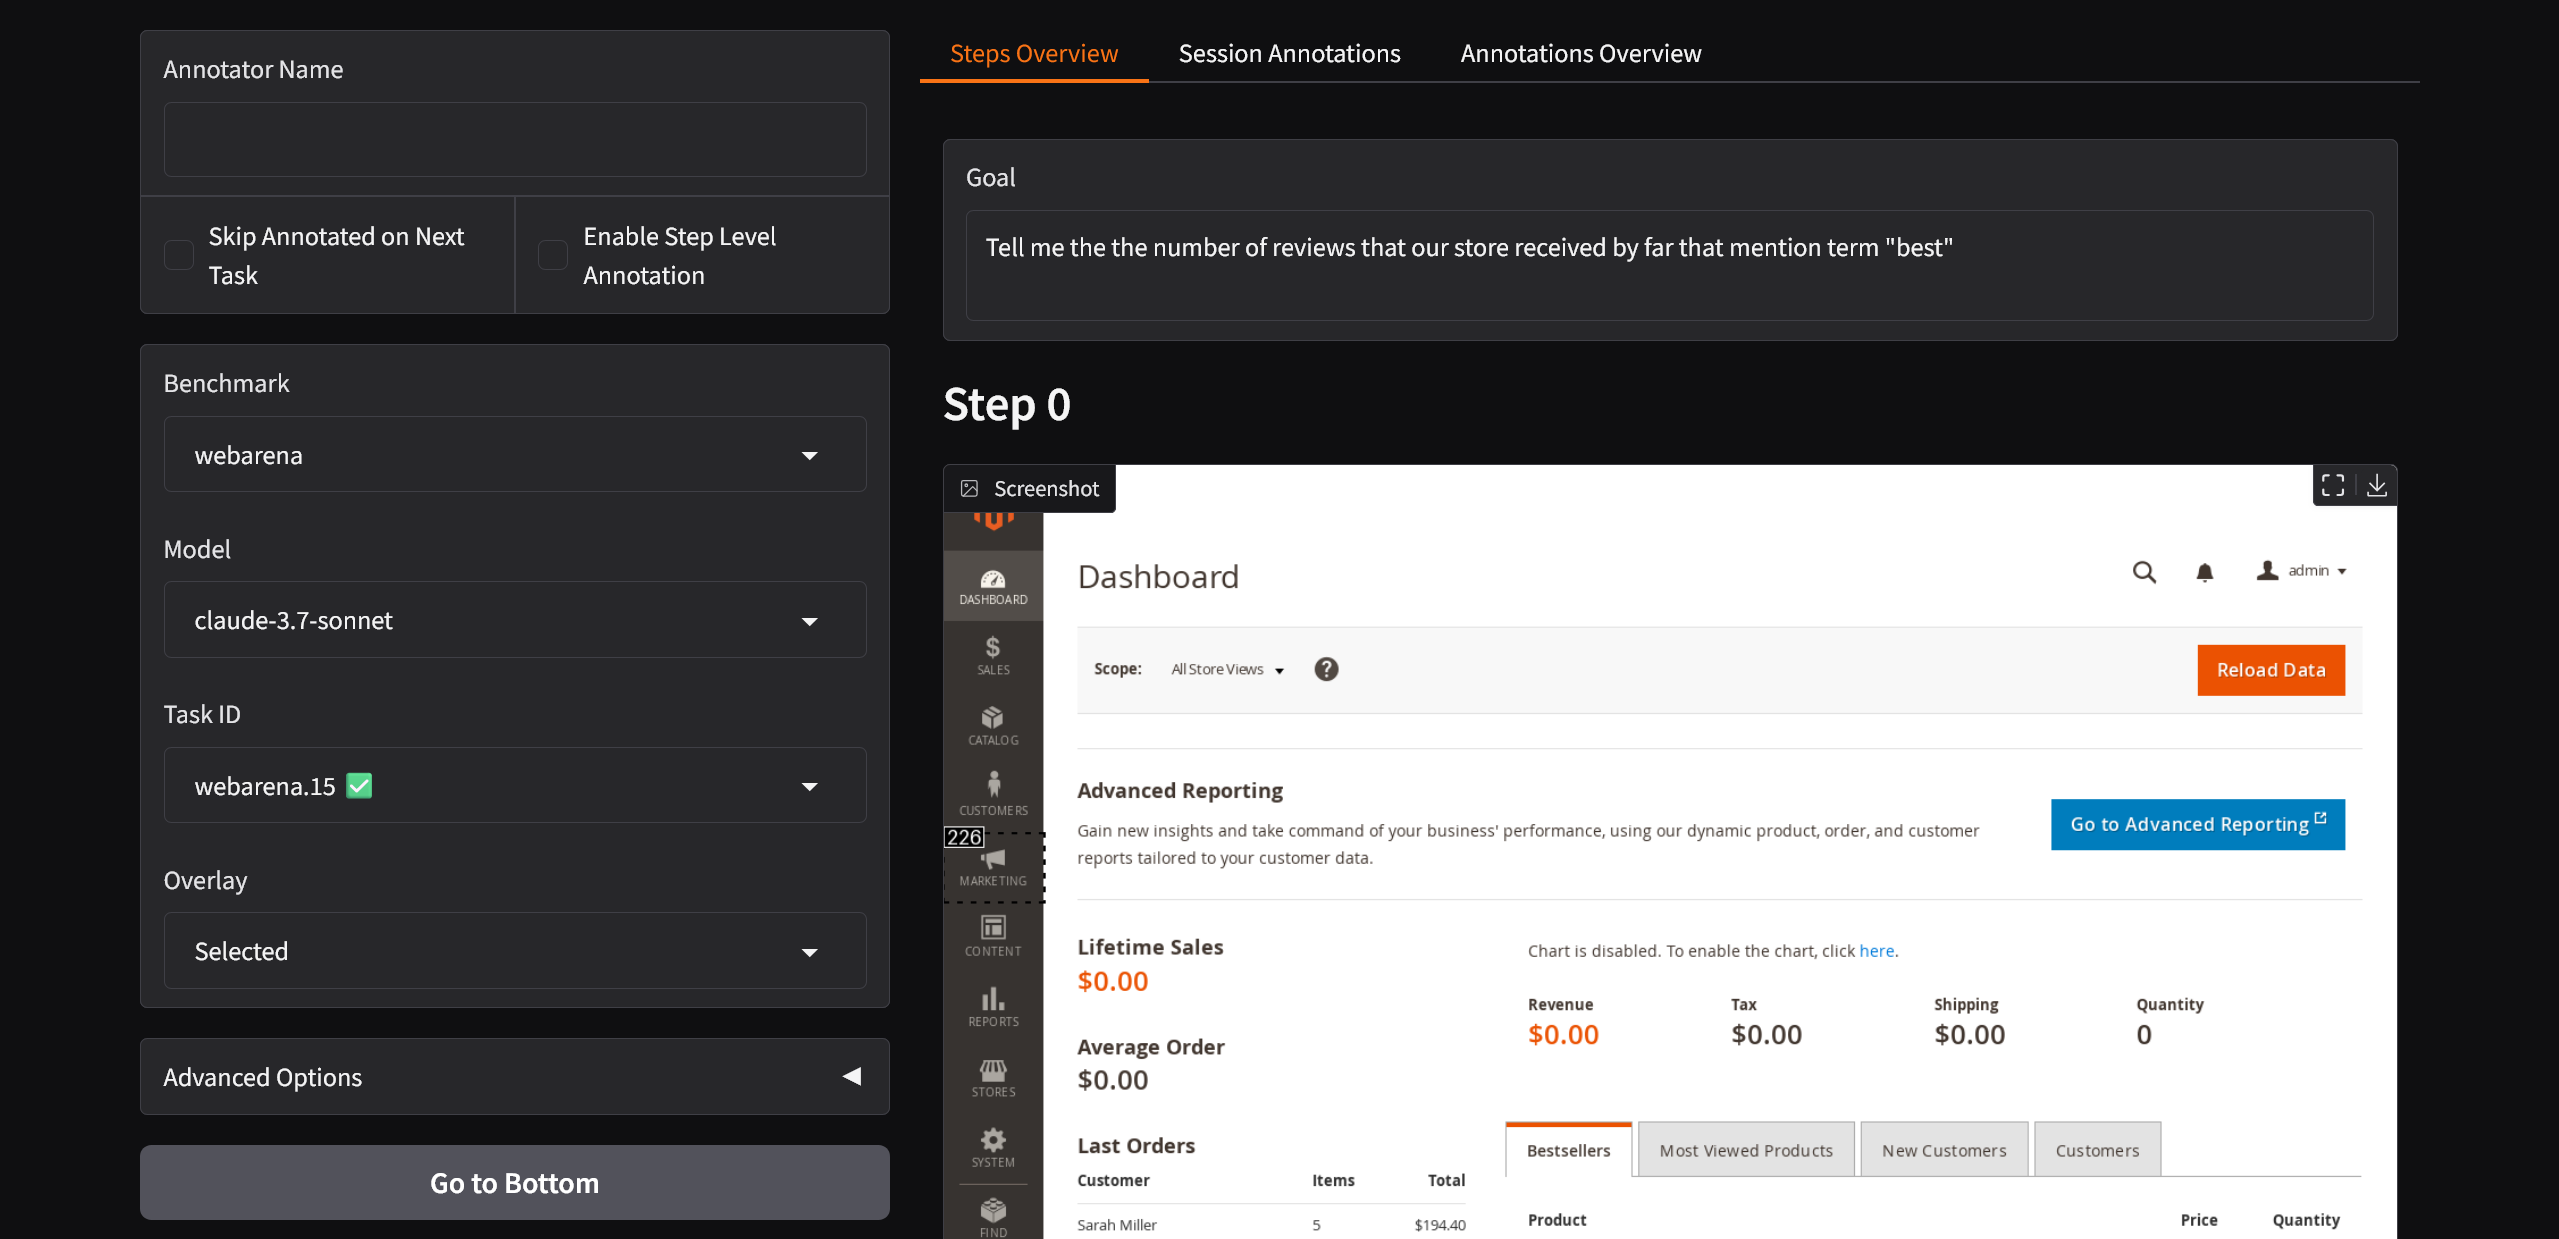 Annotator Name
Skip Annotated on Next
Task
Enable Step Level
Annotation
Benchmark
webarena
Model
claude-3.7-sonnet
Task ID
webarena.15 ✅
Overlay
Selected
Advanced Options
Go to Bottom
Steps Overview
Session Annotations
Annotations Overview
Goal
Tell me the the number of reviews that our store received by far that mention term "best"
Step 0
Screenshot
DASHBOARD
SALES
CATALOG
CUSTOMERS
226
MARKETING
CONTENT
REPORTS
STORES
SYSTEM
FIND
Dashboard
admin
Scope:
All Store Views
Reload Data
Advanced Reporting
Gain new insights and take command of your business' performance, using our dynamic product, order, and customer
reports tailored to your customer data.
Go to Advanced Reporting
Lifetime Sales
$0.00
Average Order
$0.00
Last Orders
Customer Items Total
Sarah Miller 5 $194.40
Chart is disabled. To enable the chart, click here.
Revenue Tax Shipping Quantity
$0.00 $0.00 $0.00 0
Bestsellers Most Viewed Products New Customers Customers
Product Price Quantity